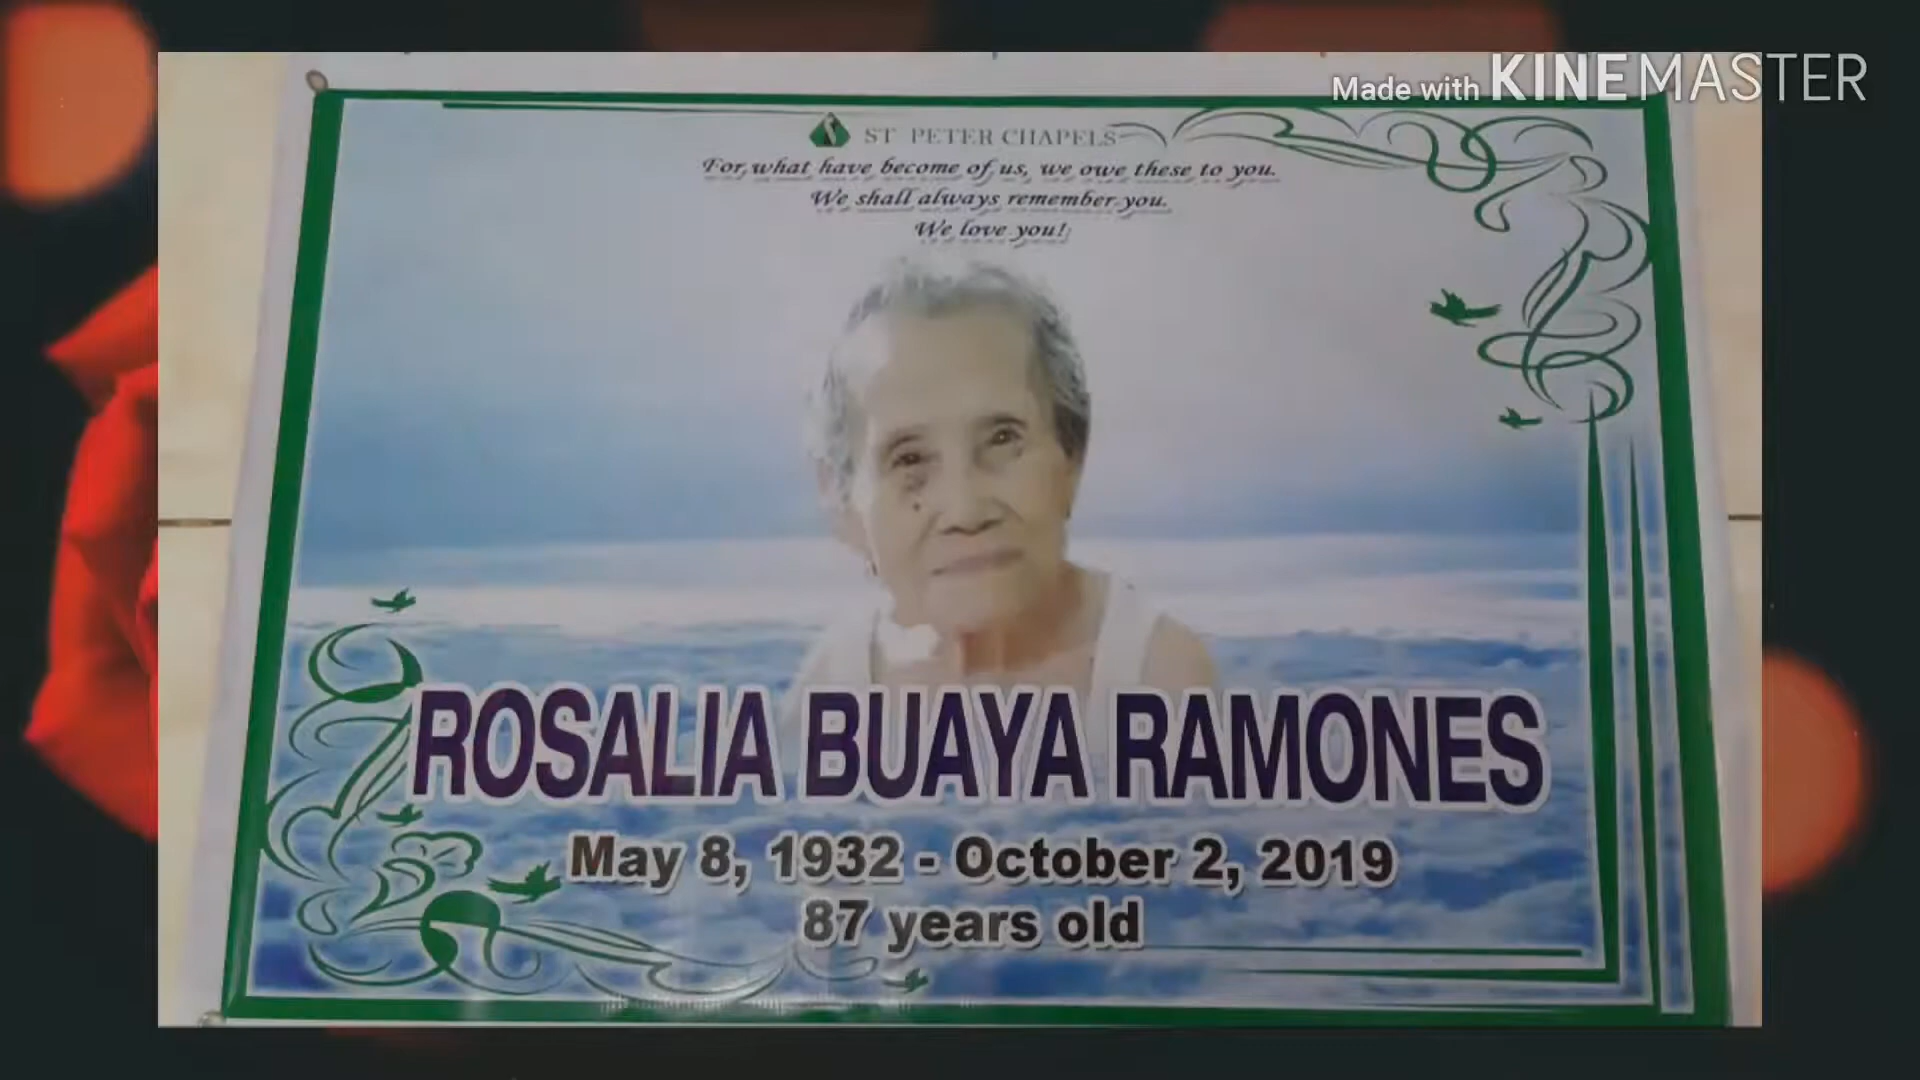 Made with KINEMASTER
ST PETER CHAPELS
For what have become of us, we owe these to you.
We shall always remember you.
We love you!
ROSALIA BUAYA RAMONES
May 8, 1932 - October 2, 2019
87 years old